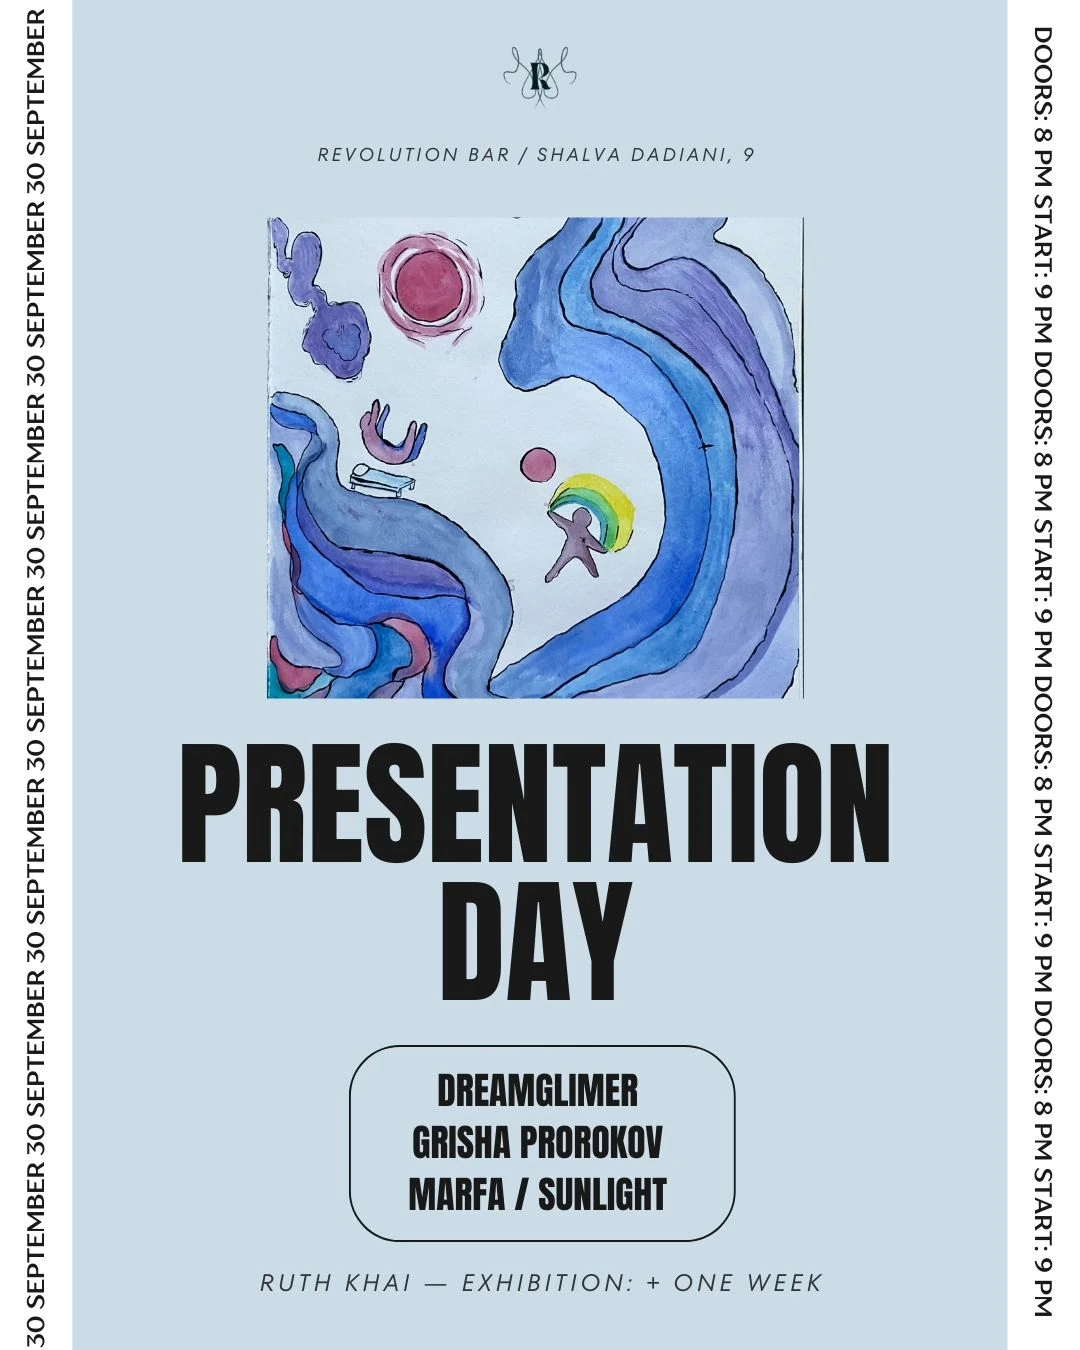 30 SEPTEMBER 30 SEPTEMBER 30 SEPTEMBER 30 SEPTEMBER 30 SEPTEMBER 30 SEPTEMBER 30 SEPTEMBER
R
REVOLUTION BAR / SHALVA DADIANI, 9
PRESENTATION
DAY
DREAMGLIMER
GRISHA PROROKOV
MARFA / SUNLIGHT
RUTH KHAI — EXHIBITION: + ONE WEEK
DOORS: 8 PM START: 9 PM DOORS: 8 PM START: 9 PM DOORS: 8 PM START: 9 PM DOORS: 8 PM START: 9 PM